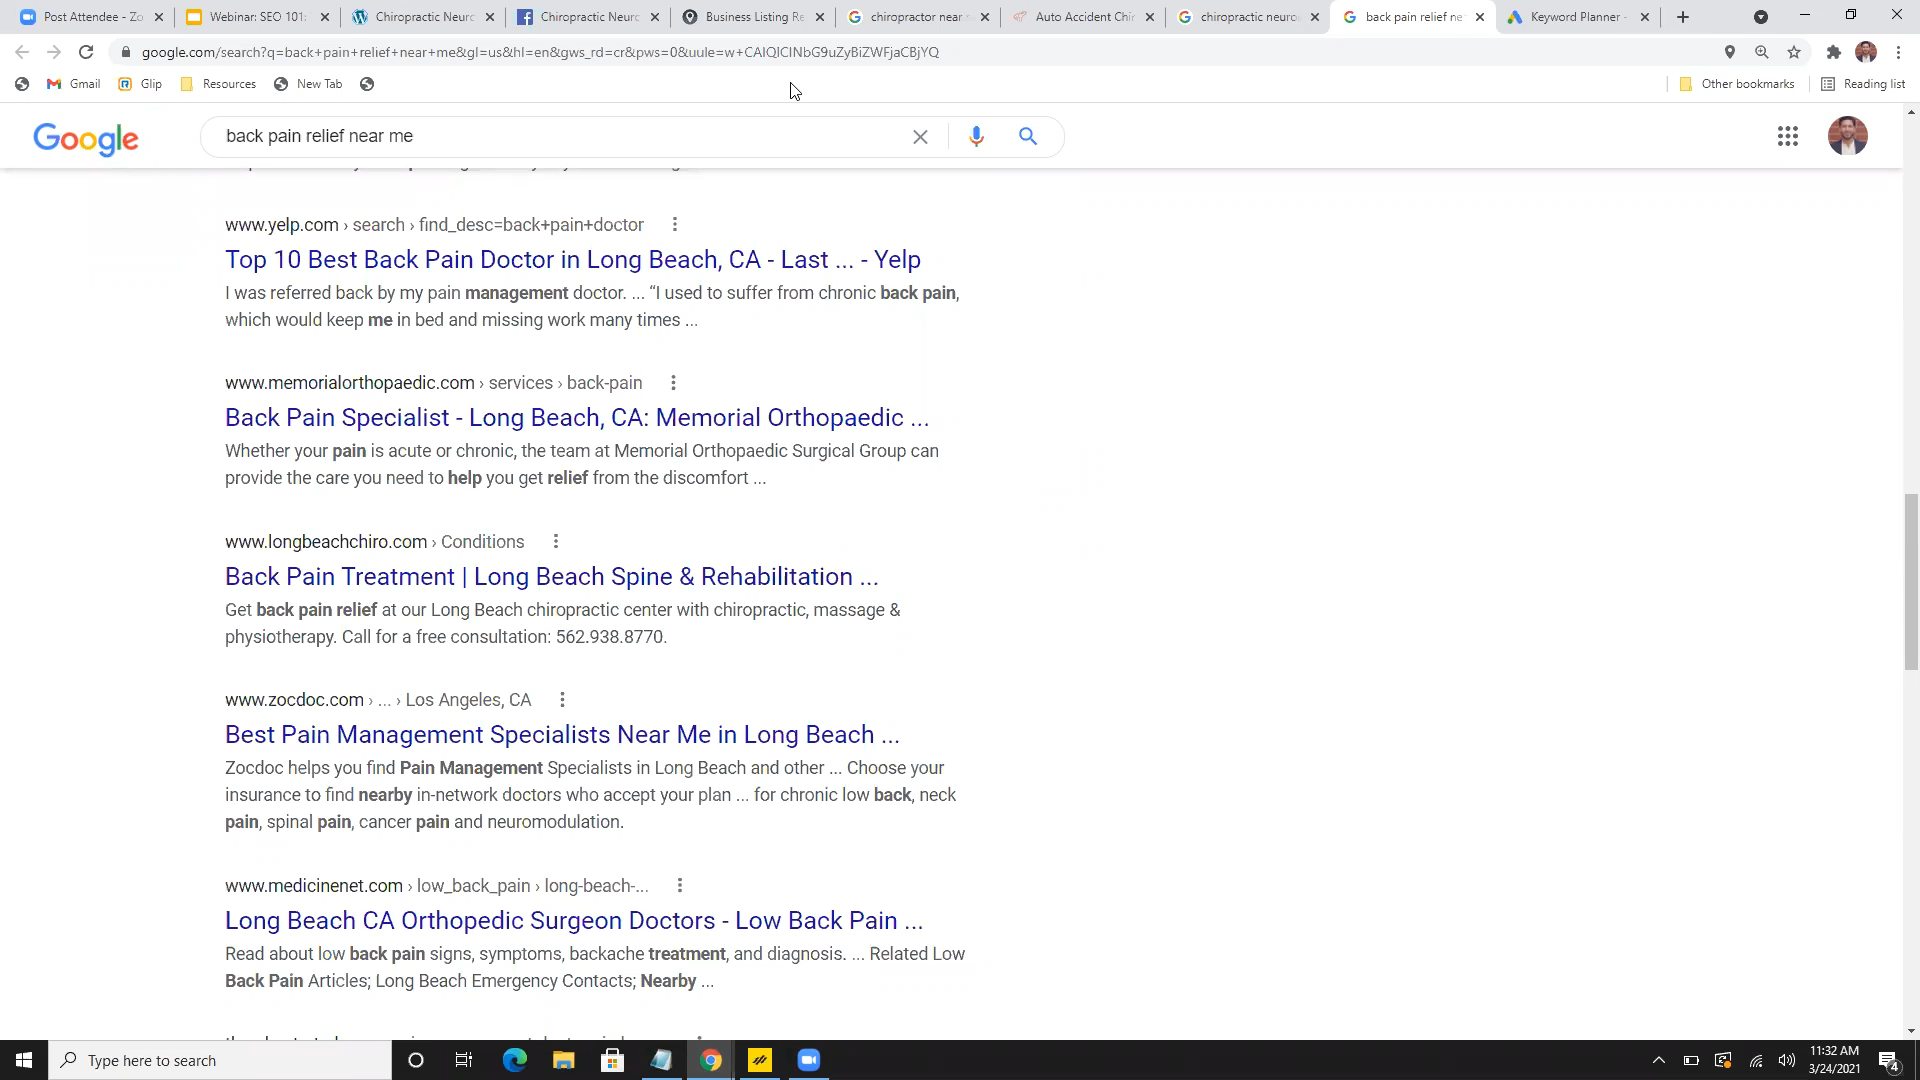 Post Attendee - Zo
Webinar: SEO 101:
Chiropractic Neuro
Chiropractic Neuro
Business Listing Re
chiropractor near
Auto Accident Chi
chiropractic neuro
back pain relief ne
Keyword Planner -
google.com/search?q=back+pain+relief+near+me&gl=us&hl=en&gws_rd=cr&pws=0&uule=w+CAIQICINbG9uZyBiZWFjaCBjYQ
Gmail
Glip
Resources
New Tab
Other bookmarks
Reading list
Google
back pain relief near me
www.yelp.com › search › find_desc=back+pain+doctor
Top 10 Best Back Pain Doctor in Long Beach, CA - Last ... - Yelp
I was referred back by my pain management doctor. ... “I used to suffer from chronic back pain,
which would keep me in bed and missing work many times ...
www.memorialorthopaedic.com › services › back-pain
Back Pain Specialist - Long Beach, CA: Memorial Orthopaedic ...
Whether your pain is acute or chronic, the team at Memorial Orthopaedic Surgical Group can
provide the care you need to help you get relief from the discomfort ...
www.longbeachchiro.com › Conditions
Back Pain Treatment | Long Beach Spine & Rehabilitation ...
Get back pain relief at our Long Beach chiropractic center with chiropractic, massage &
physiotherapy. Call for a free consultation: 562.938.8770.
www.zocdoc.com › ... › Los Angeles, CA
Best Pain Management Specialists Near Me in Long Beach ...
Zocdoc helps you find Pain Management Specialists in Long Beach and other ... Choose your
insurance to find nearby in-network doctors who accept your plan ... for chronic low back, neck
pain, spinal pain, cancer pain and neuromodulation.
www.medicinenet.com › low_back_pain › long-beach-...
Long Beach CA Orthopedic Surgeon Doctors - Low Back Pain ...
Read about low back pain signs, symptoms, backache treatment, and diagnosis. ... Related Low
Back Pain Articles; Long Beach Emergency Contacts; Nearby ...
Type here to search
11:32 AM
3/24/2021
4